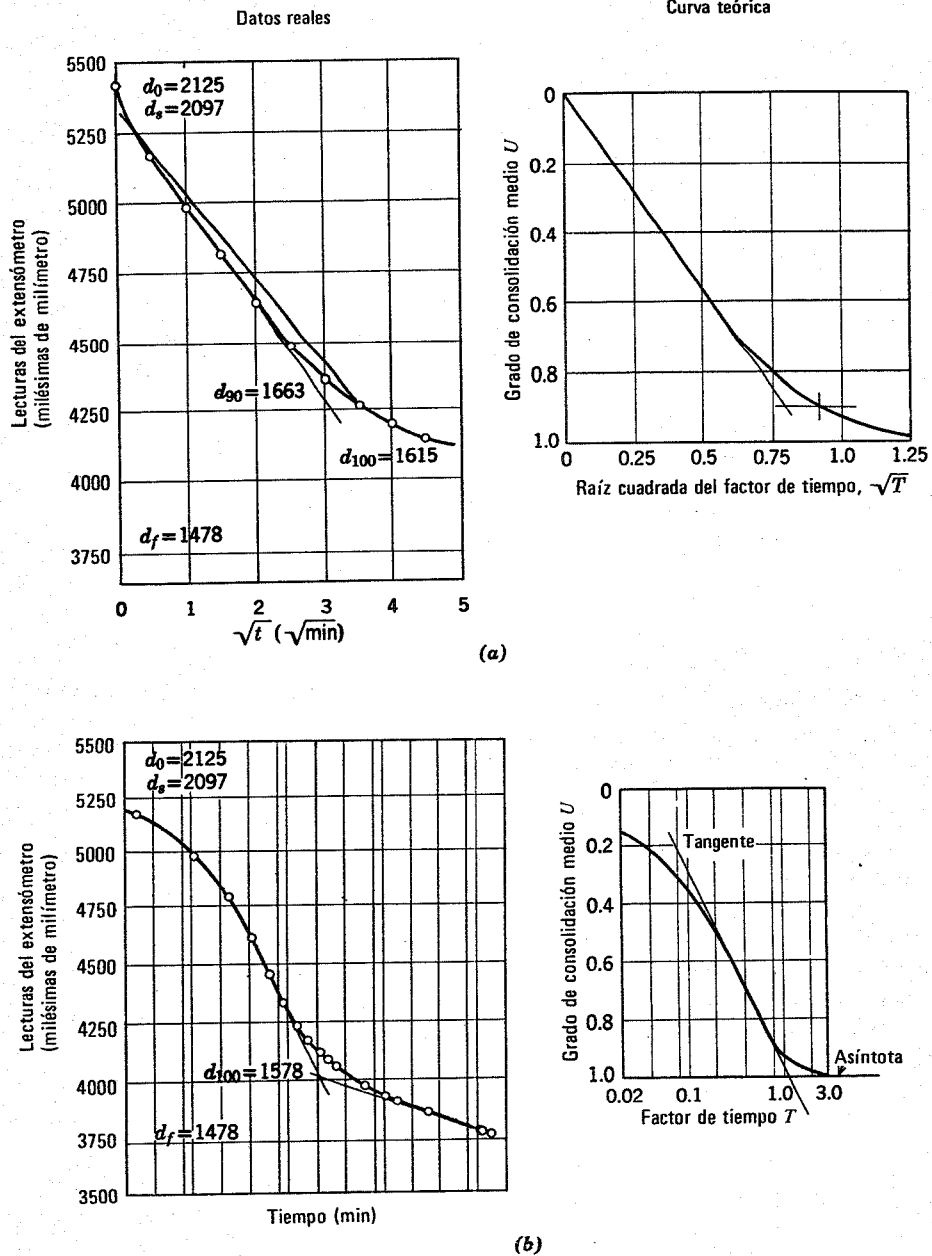 Datos reales
Curva teórica
5500
5250
5000
4750
4500
4250
4000
3750
d₀=2125
dₛ=2097
d₉₀=1663
d₁₀₀=1615
d_f=1478
Lecturas del extensómetro
(milésimas de milímetro)
0 1 2 3 4 5
√t (√min)
0
0.2
0.4
0.6
0.8
1.0
Grado de consolidación medio U
0 0.25 0.50 0.75 1.0 1.25
Raíz cuadrada del factor de tiempo, √T
(a)
5500
5250
5000
4750
4500
4250
4000
3750
3500
d₀=2125
dₛ=2097
d₁₀₀=1578
d_f=1478
Lecturas del extensómetro
(milésimas de milímetro)
Tiempo (min)
0
0.2
0.4
0.6
0.8
1.0
Grado de consolidación medio U
Tangente
Asíntota
0.02 0.1 1.0 3.0
Factor de tiempo T
(b)